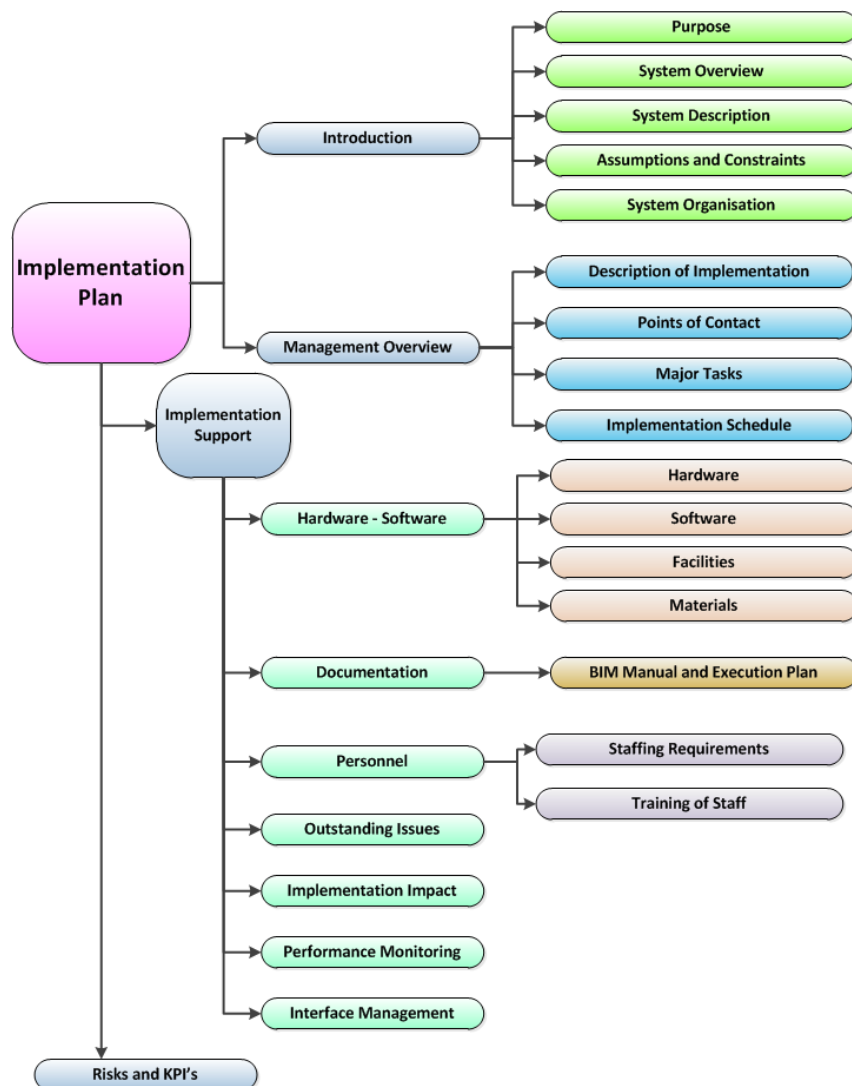 Purpose
System Overview
System Description
Introduction
Assumptions and Constraints
System Organisation
Implementation
Plan
Description of Implementation
Points of Contact
Management Overview
Major Tasks
Implementation
Support
Implementation Schedule
Hardware
Hardware - Software
Software
Facilities
Materials
Documentation
BIM Manual and Execution Plan
Personnel
Staffing Requirements
Training of Staff
Outstanding Issues
Implementation Impact
Performance Monitoring
Interface Management
Risks and KPI's